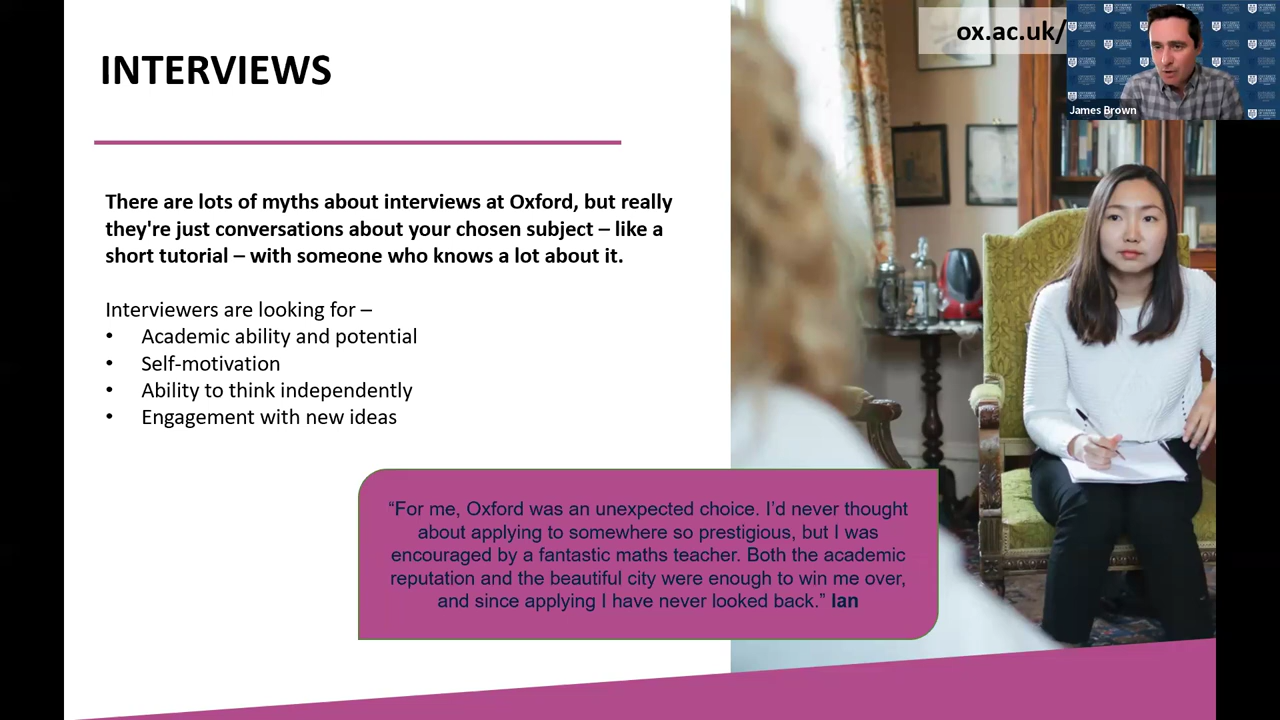 INTERVIEWS
ox.ac.uk/
James Brown
There are lots of myths about interviews at Oxford, but really
they're just conversations about your chosen subject – like a
short tutorial – with someone who knows a lot about it.
Interviewers are looking for –
• Academic ability and potential
• Self-motivation
• Ability to think independently
• Engagement with new ideas
“For me, Oxford was an unexpected choice. I’d never thought
about applying to somewhere so prestigious, but I was
encouraged by a fantastic maths teacher. Both the academic
reputation and the beautiful city were enough to win me over,
and since applying I have never looked back.” Ian